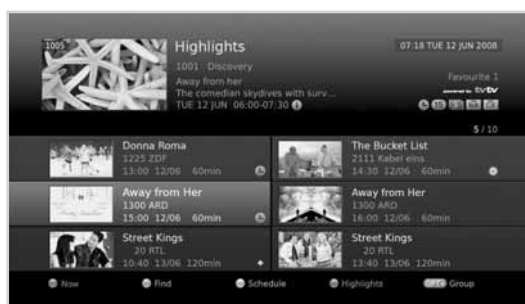 1005
Highlights
07:18 TUE 12 JUN 2008
1001 Discovery
Away from her
The comedian skydives with surv...
TUE 12 JUN 06:00-07:30
Favourite 1
tvtv
15
5 / 10
Donna Roma
1225 ZDF
13:00 12/06 60min
The Bucket List
2111 Kabel eins
14:30 12/06 60min
Away from Her
1300 ARD
15:00 12/06 60min
Away from Her
1300 ARD
16:00 12/06 60min
Street Kings
20 RTL
10:40 13/06 120min
Street Kings
20 RTL
13:40 13/06 120min
Now
Find
Schedule
Highlights
Group